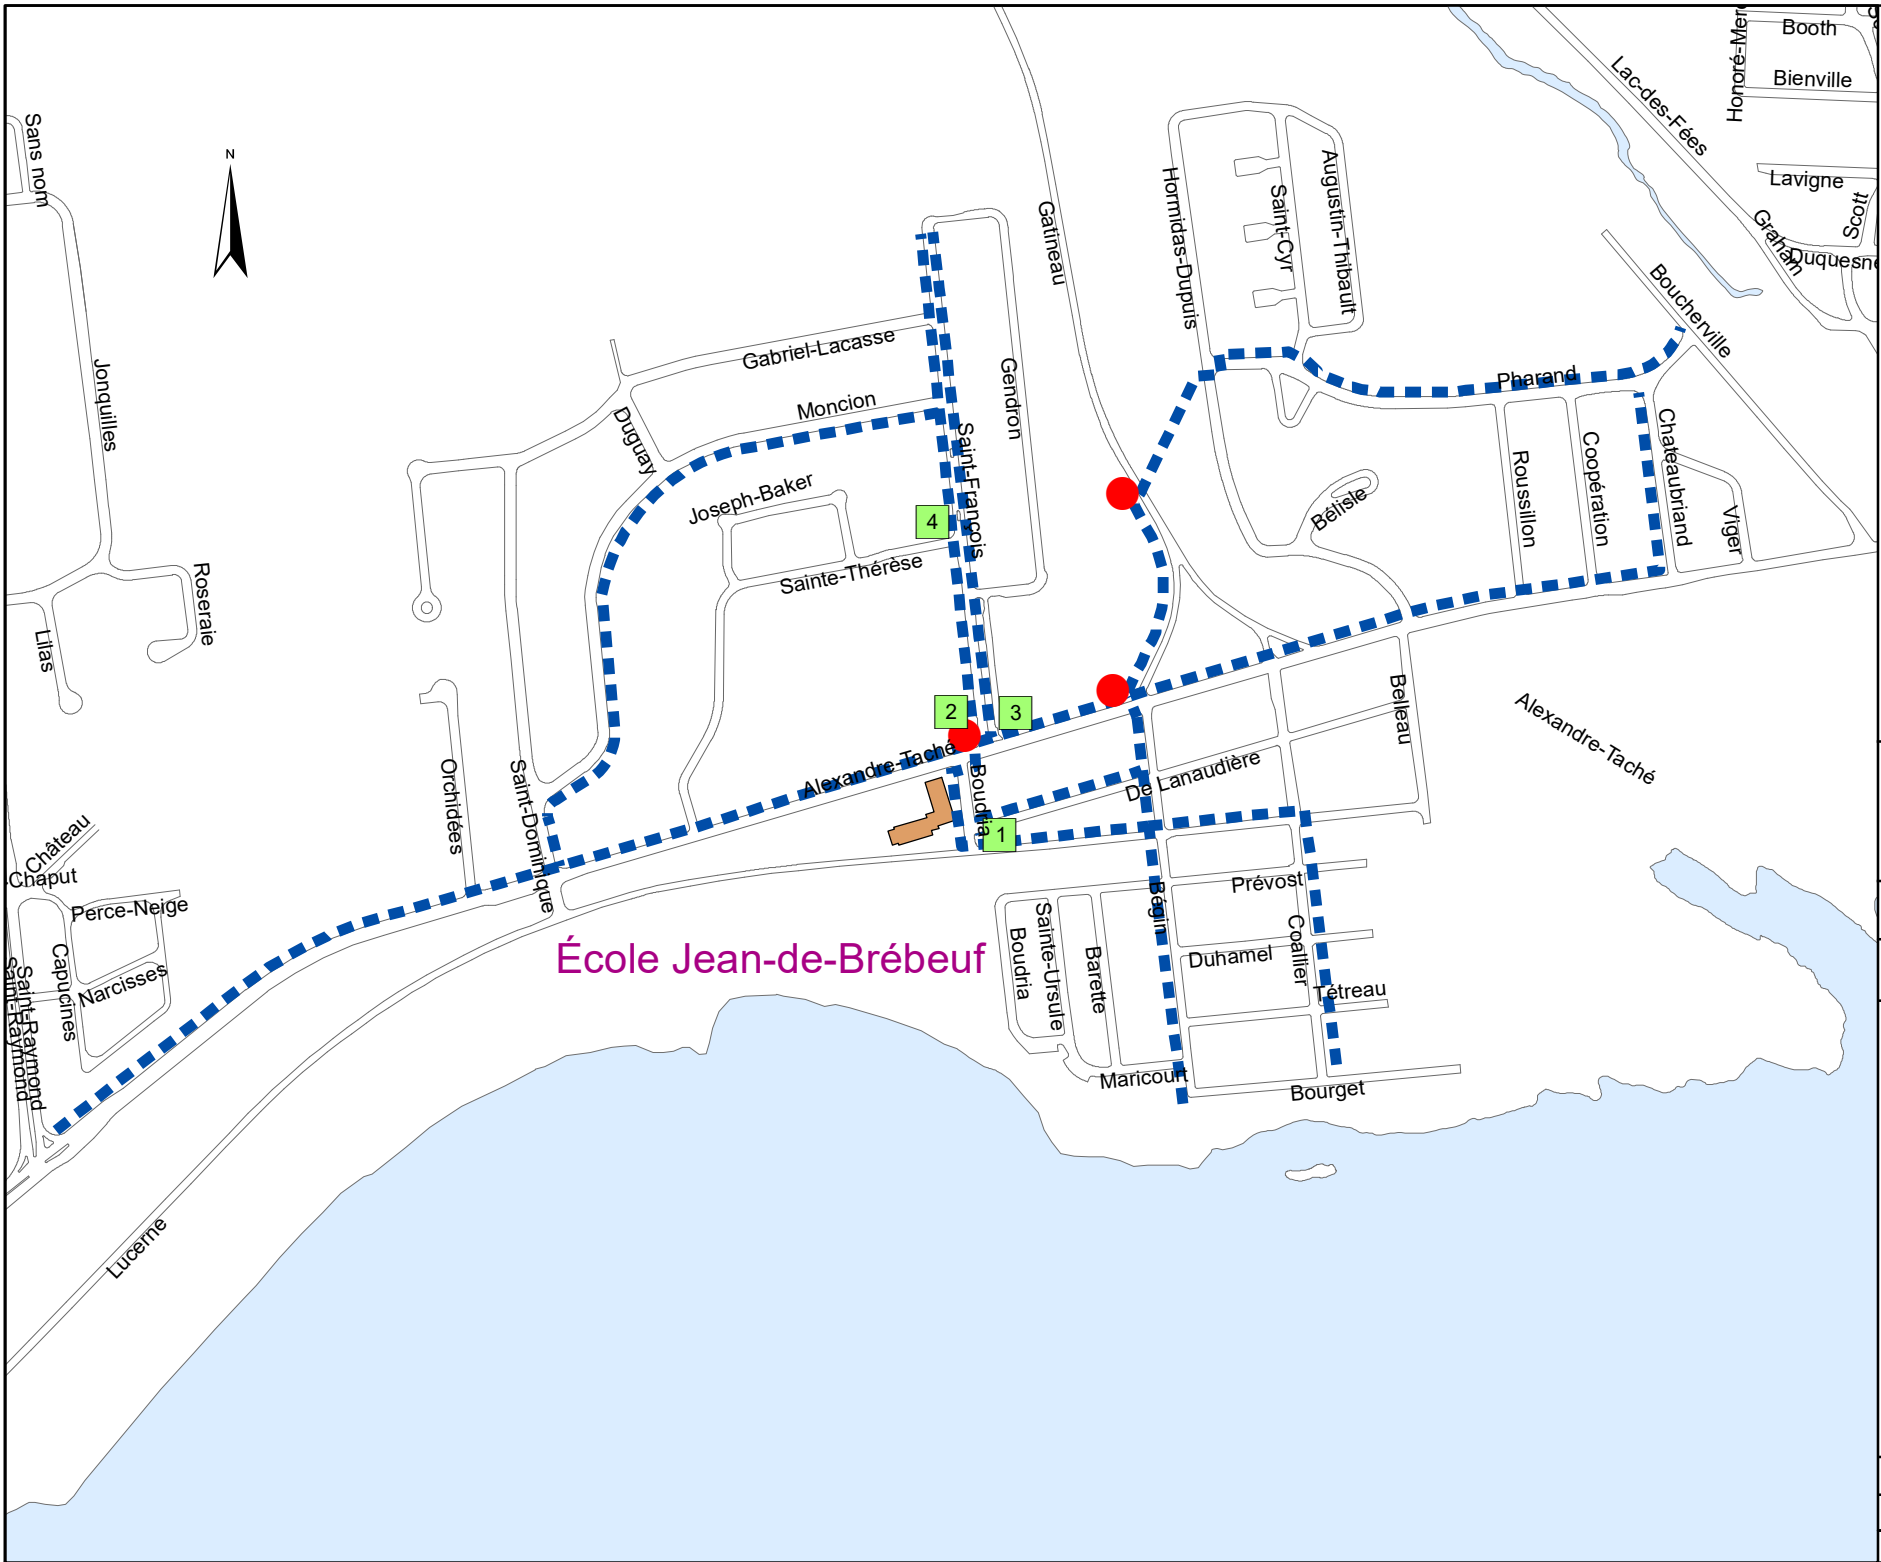 Booth
Honoré-Merc
Bienville
Lac-des-Fées
Sans nom
N
Lavigne
Scott
Graham
Duquesne
Augustin-Thibault
Saint-Cyr
Hormidas-Dupuis
Gatineau
Boucherville
Gabriel-Lacasse
Gendron
Jonquilles
Pharand
Moncion
Duguay
Saint-François
Chateaubriand
Coopération
Roussillon
Viger
Joseph-Baker
Bélisle
4
Sainte-Thérèse
Roseraie
Lilas
Belleau
2
3
Alexandre-Taché
Alexandre-Taché
Boudria
De Lanaudière
Orchidées
Saint-Dominique
1
Château
Chaput
Perce-Neige
Prévost
Bégin
Coallier
École Jean-de-Brébeuf
Boudria
Sainte-Ursule
Barette
Duhamel
Capucines
Narcisses
Tétreau
Saint-Raymond
Saint-Raymond
Maricourt
Bourget
Lucerne